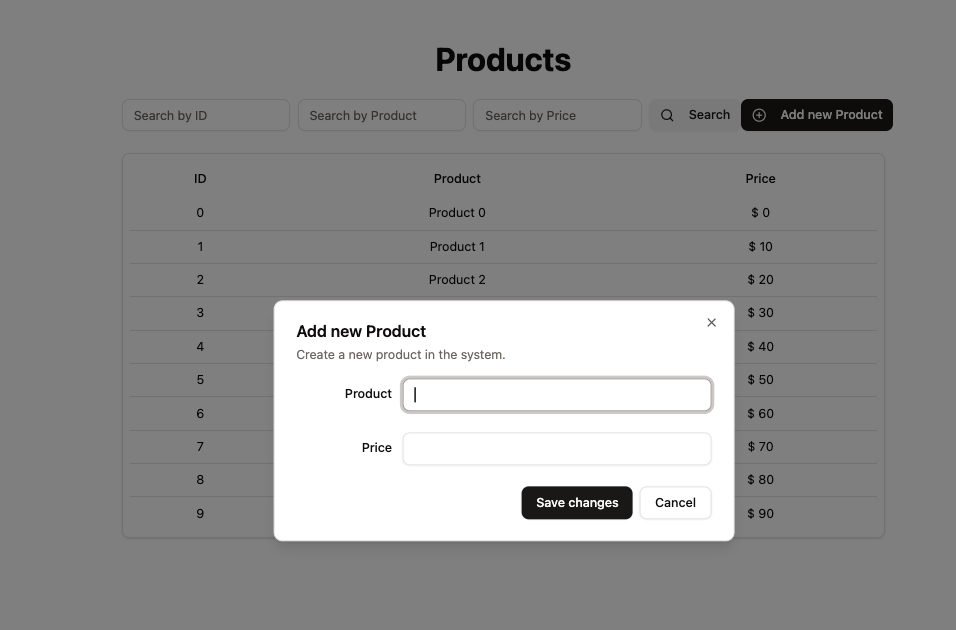 Products
Search by ID Search by Product Search by Price Search Add new Product
ID Product Price
0 Product 0 $ 0
1 Product 1 $ 10
2 Product 2 $ 20
3 $ 30
4 $ 40
5 $ 50
6 $ 60
7 $ 70
8 $ 80
9 $ 90
Add new Product
Create a new product in the system.
Product
Price
Save changes Cancel